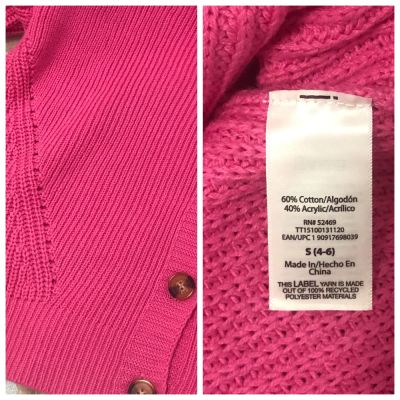 60% Cotton/Algodón
40% Acrylic/Acrílico
RN# 52469
TT15100131120
EAN/UPC 1 90917698039
S (4-6)
Made In/Hecho En
China
THIS LABEL YARN IS MADE
OUT OF 100% RECYCLED
POLYESTER MATERIALS